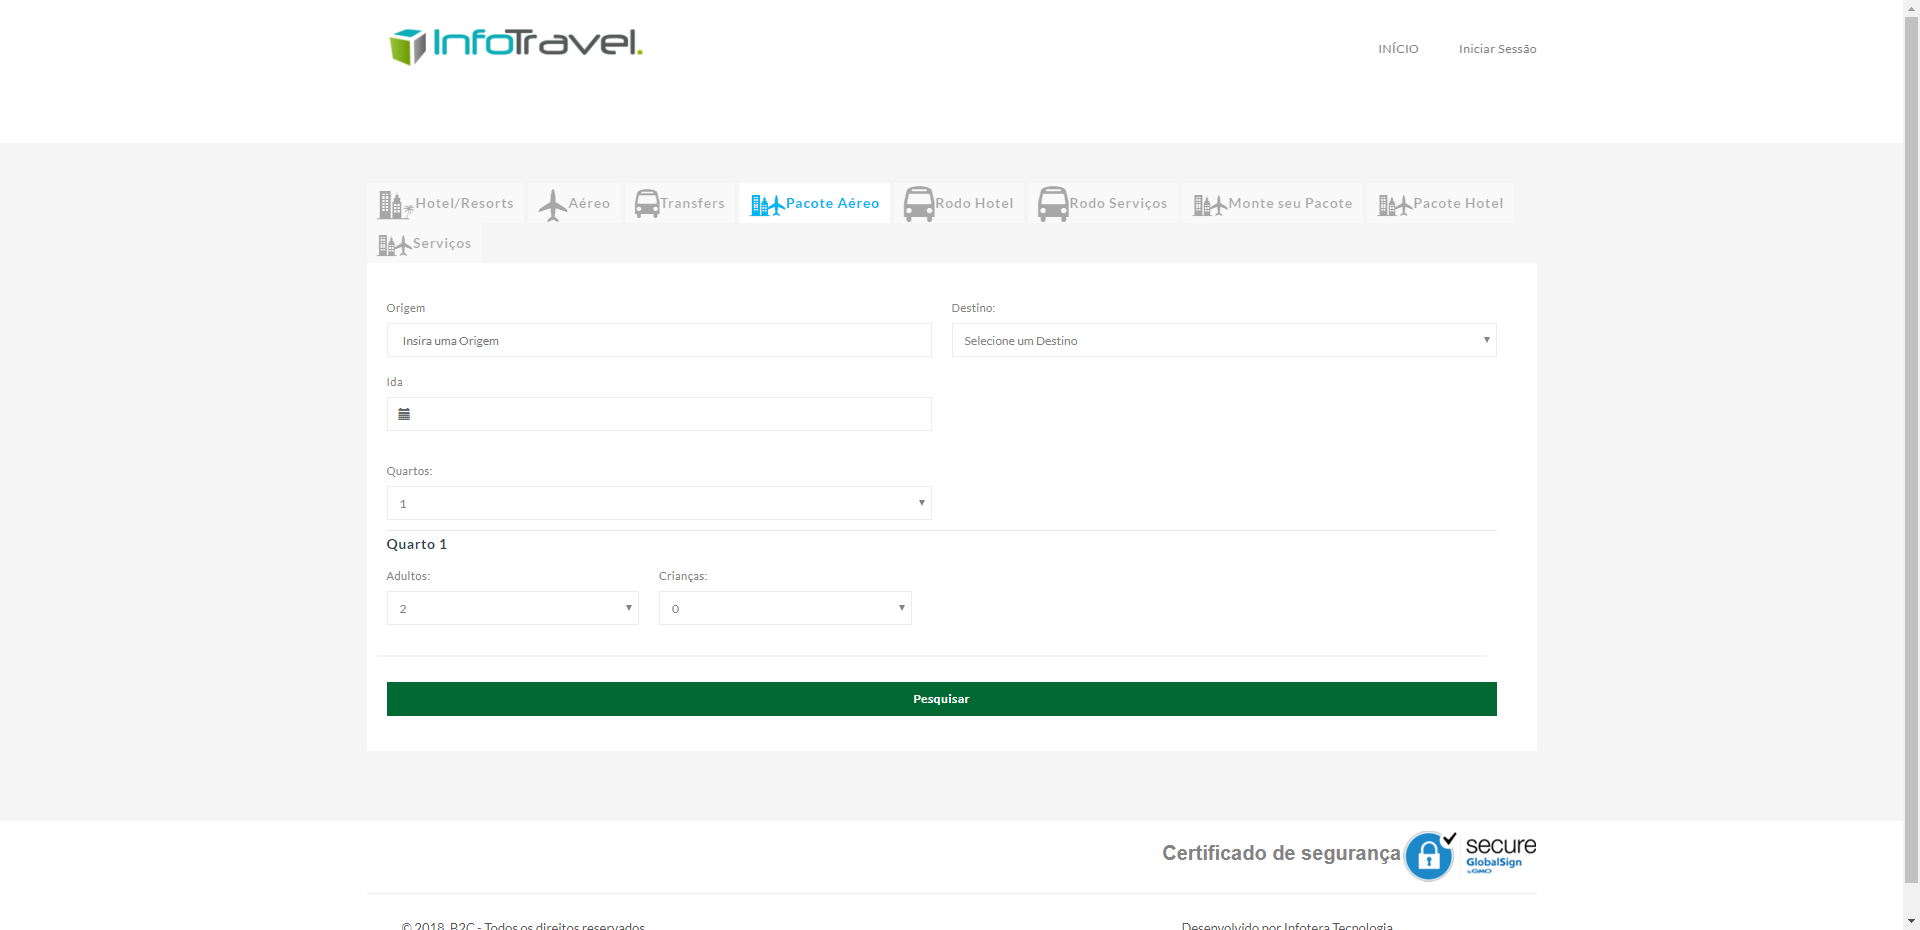 InfoTravel.
INÍCIO Iniciar Sessão
Hotel/Resorts Aéreo Transfers Pacote Aéreo Rodo Hotel Rodo Serviços Monte seu Pacote Pacote Hotel
Serviços
Origem Destino:
Insira uma Origem Selecione um Destino
Ida
Quartos:
1
Quarto 1
Adultos: Crianças:
2 0
Pesquisar
Certificado de segurança secure
GlobalSign
by GMO
© 2018 B2C - Todos os direitos reservados Desenvolvido por Infotera Tecnologia